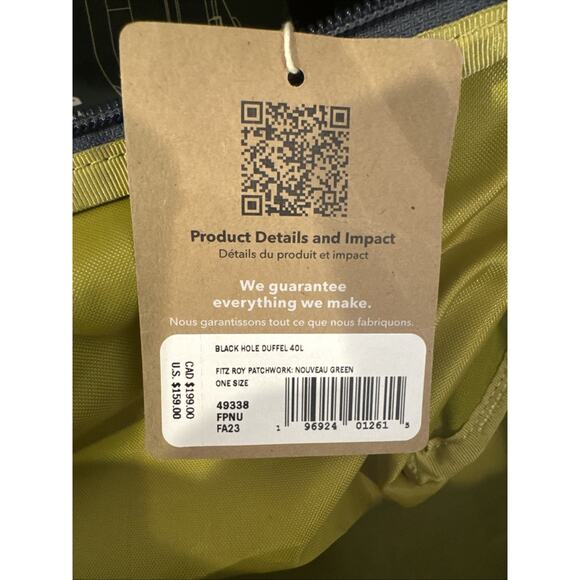 Product Details and Impact
Détails du produit et impact
We guarantee
everything we make.
Nous garantissons tout ce que nous fabriquons.
CAD $199.00
U.S. $159.00
BLACK HOLE DUFFEL 40L
FITZ ROY PATCHWORK: NOUVEAU GREEN
ONE SIZE
49338
FPNU
FA23
1 96924 01261 5